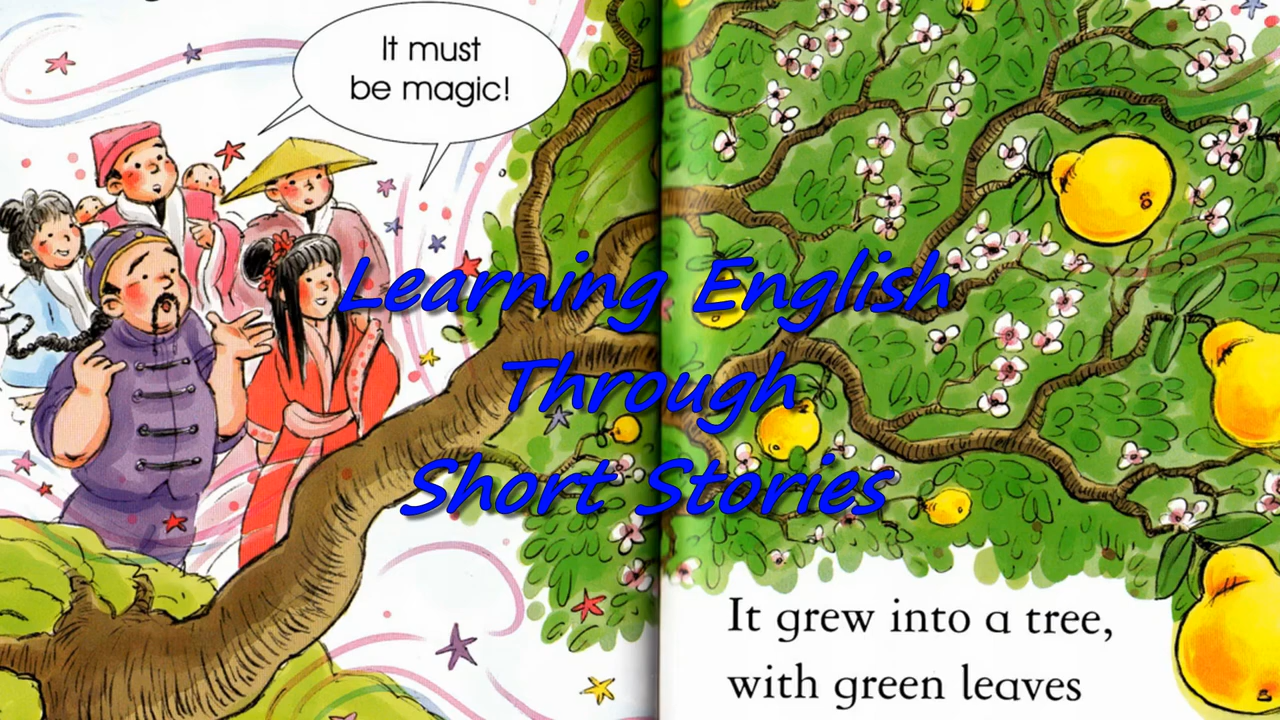 It must
be magic!
Learning English
Through
Short Stories
It grew into a tree,
with green leaves